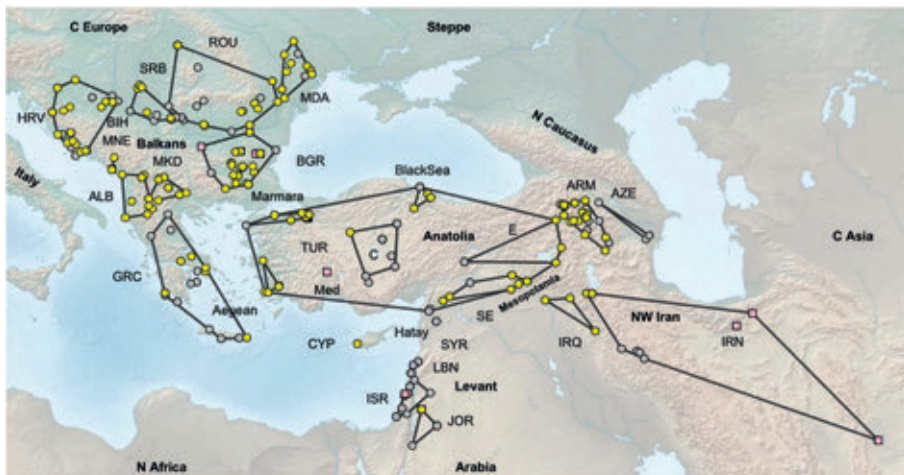 C Europe
Steppe
ROU
SRB
MDA
HRV
BIH
N Caucasus
MNE
Balkans
MKD
BGR
Italy
BlackSea
ARM
AZE
ALB
Marmara
E
TUR
Anatolia
C Asia
C
GRC
Med
Mesopotamia
Aegean
SE
NW Iran
Hatay
CYP
SYR
IRQ
IRN
LBN
Levant
ISR
JOR
N Africa
Arabia